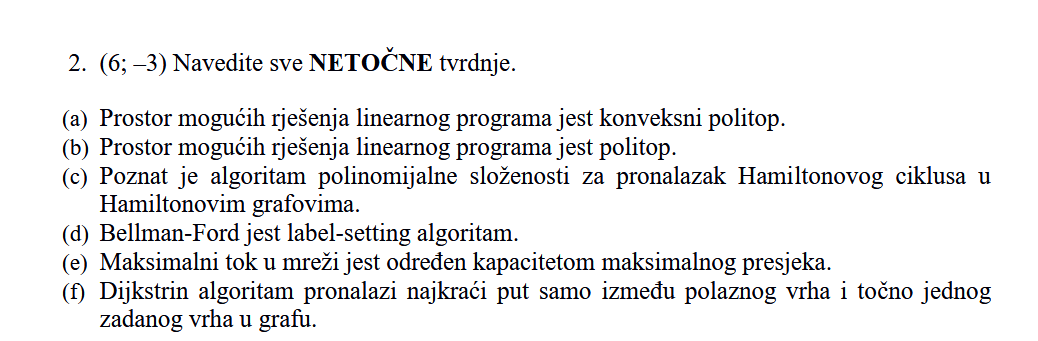 2. (6; –3) Navedite sve NETOČNE tvrdnje.
(a) Prostor mogućih rješenja linearnog programa jest konveksni politop.
(b) Prostor mogućih rješenja linearnog programa jest politop.
(c) Poznat je algoritam polinomijalne složenosti za pronalazak Hamiltonovog ciklusa u
Hamiltonovim grafovima.
(d) Bellman-Ford jest label-setting algoritam.
(e) Maksimalni tok u mreži jest određen kapacitetom maksimalnog presjeka.
(f) Dijkstrin algoritam pronalazi najkraći put samo između polaznog vrha i točno jednog
zadanog vrha u grafu.